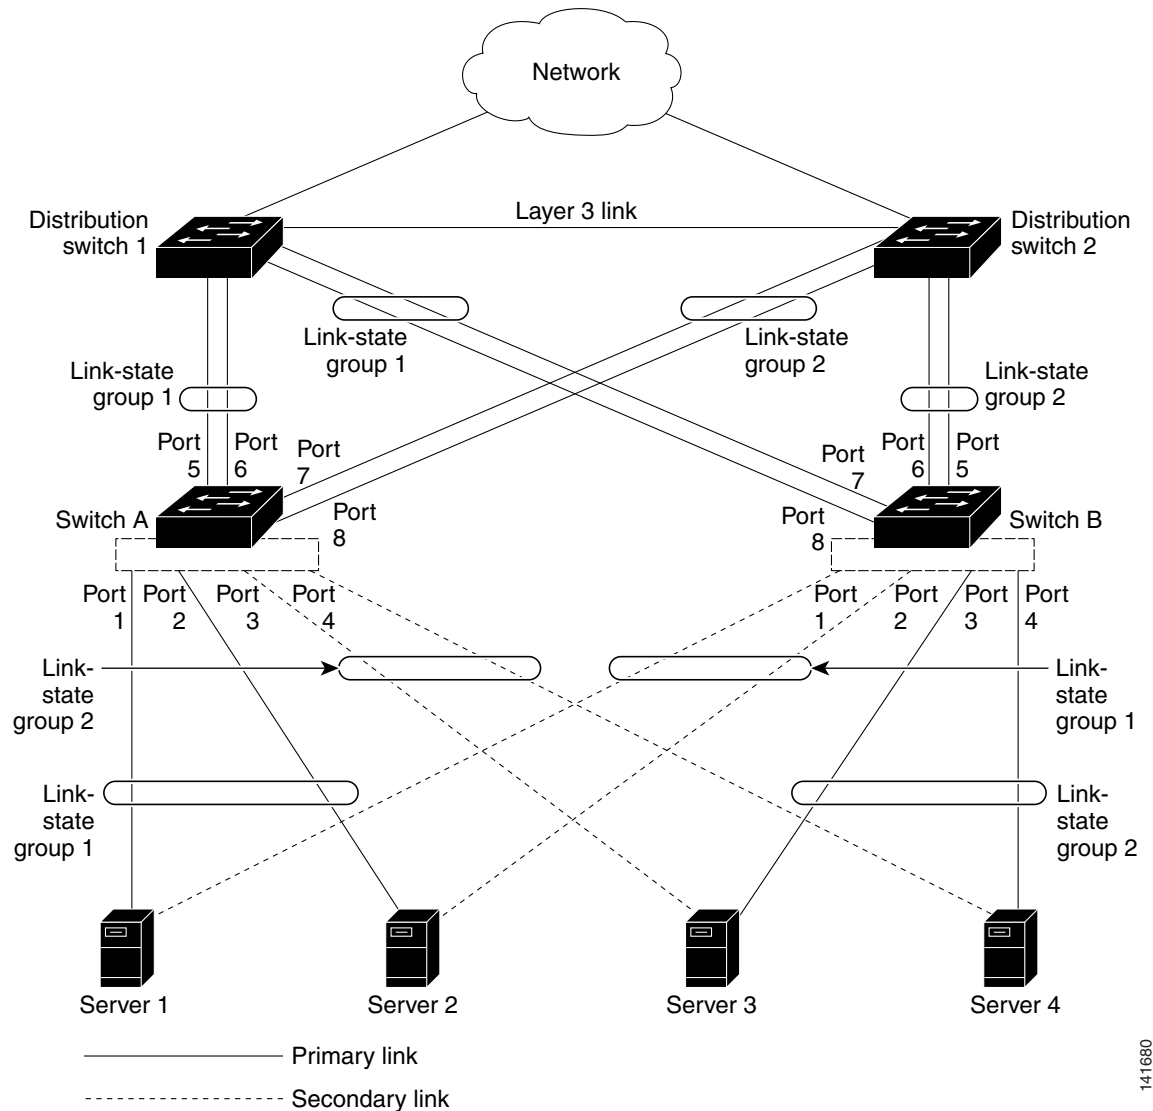 Network
Layer 3 link
Distribution
switch 1
Distribution
switch 2
Link-state
group 1
Link-state
group 2
Link-state
group 1
Link-state
group 2
Port
5
Port
6
Port
7
Port
8
Port
7
Port
6
Port
5
Port
8
Switch A
Switch B
Port
1
Port
2
Port
3
Port
4
Port
1
Port
2
Port
3
Port
4
Link-
state
group 2
Link-
state
group 1
Link-
state
group 1
Link-
state
group 2
Server 1
Server 2
Server 3
Server 4
Primary link
Secondary link
141680